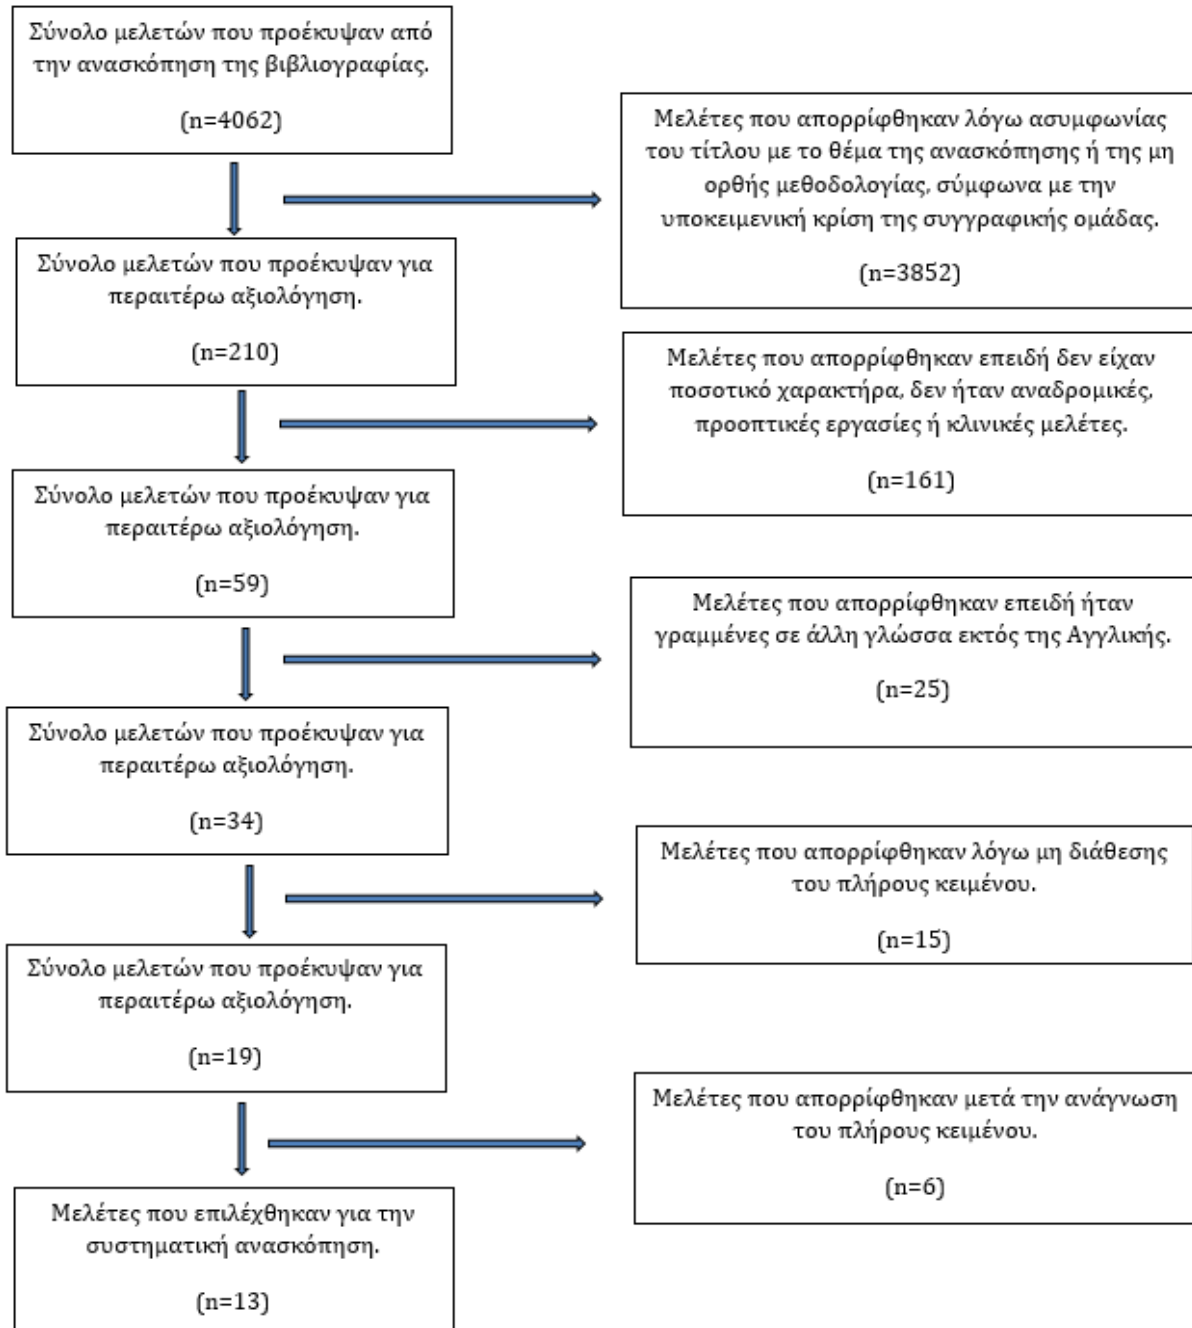 Σύνολο μελετών που προέκυψαν από
την ανασκόπηση της βιβλιογραφίας.
(n=4062)
Μελέτες που απορρίφθηκαν λόγω ασυμφωνίας
του τίτλου με το θέμα της ανασκόπησης ή της μη
ορθής μεθοδολογίας, σύμφωνα με την
υποκειμενική κρίση της συγγραφικής ομάδας.
(n=3852)
Σύνολο μελετών που προέκυψαν για
περαιτέρω αξιολόγηση.
(n=210)
Μελέτες που απορρίφθηκαν επειδή δεν είχαν
ποσοτικό χαρακτήρα, δεν ήταν αναδρομικές,
προοπτικές εργασίες ή κλινικές μελέτες.
(n=161)
Σύνολο μελετών που προέκυψαν για
περαιτέρω αξιολόγηση.
(n=59)
Μελέτες που απορρίφθηκαν επειδή ήταν
γραμμένες σε άλλη γλώσσα εκτός της Αγγλικής.
(n=25)
Σύνολο μελετών που προέκυψαν για
περαιτέρω αξιολόγηση.
(n=34)
Μελέτες που απορρίφθηκαν λόγω μη διάθεσης
του πλήρους κειμένου.
(n=15)
Σύνολο μελετών που προέκυψαν για
περαιτέρω αξιολόγηση.
(n=19)
Μελέτες που απορρίφθηκαν μετά την ανάγνωση
του πλήρους κειμένου.
(n=6)
Μελέτες που επιλέχθηκαν για την
συστηματική ανασκόπηση.
(n=13)